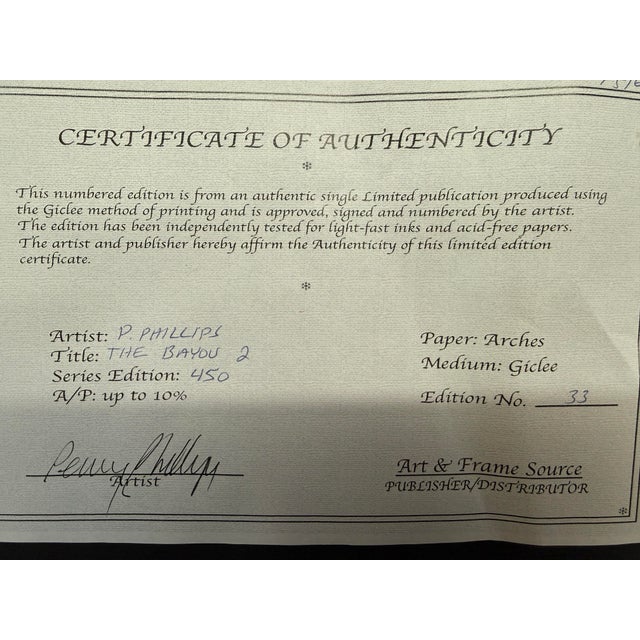 CERTIFICATE OF AUTHENTICITY
This numbered edition is from an authentic single Limited publication produced using
the Giclee method of printing and is approved, signed and numbered by the artist.
The edition has been independently tested for light-fast inks and acid-free papers.
The artist and publisher hereby affirm the Authenticity of this limited edition
certificate.
Artist: P. PHILLIPS
Title: THE BAYOU 2
Series Edition: 450
A/P: up to 10%
Paper: Arches
Medium: Giclee
Edition No. 33
Penny Phillips
Artist
Art & Frame Source
PUBLISHER/DISTRIBUTOR